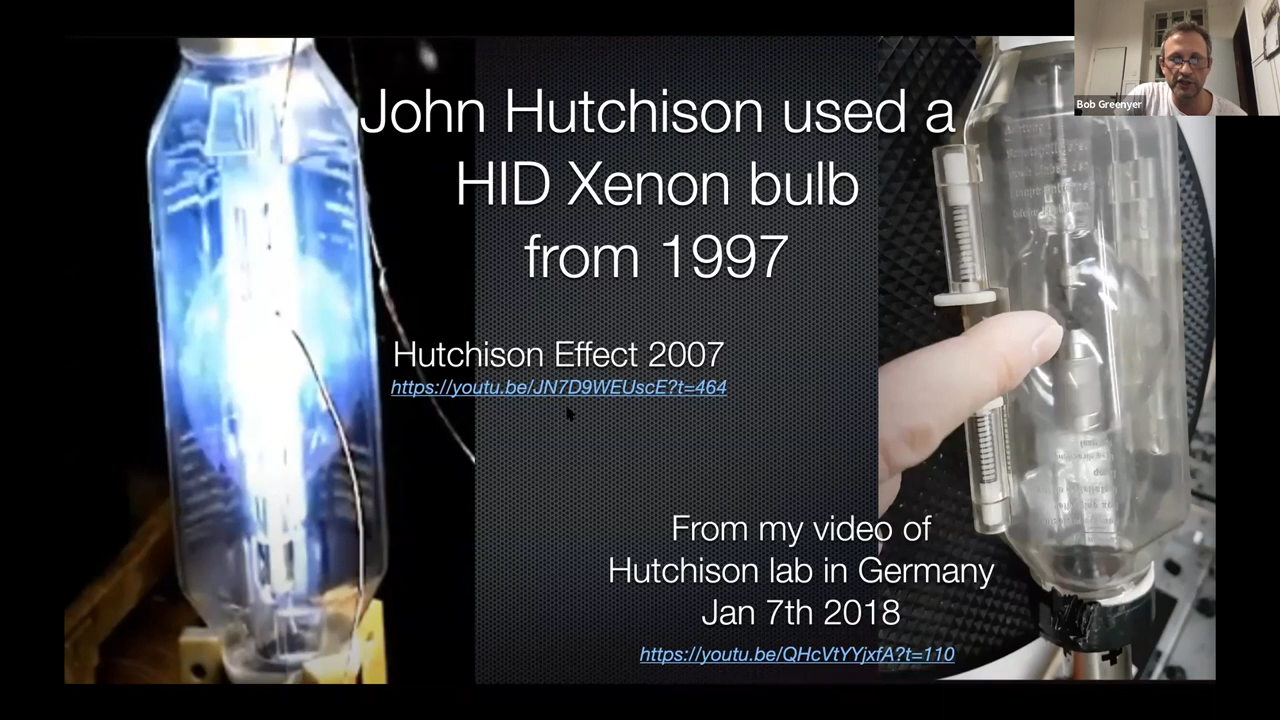 John Hutchison used a
HID Xenon bulb
from 1997
Bob Greenyer
Hutchison Effect 2007
https://youtu.be/JN7D9WEUscE?t=464
From my video of
Hutchison lab in Germany
Jan 7th 2018
https://youtu.be/QHcVtYYjxfA?t=110